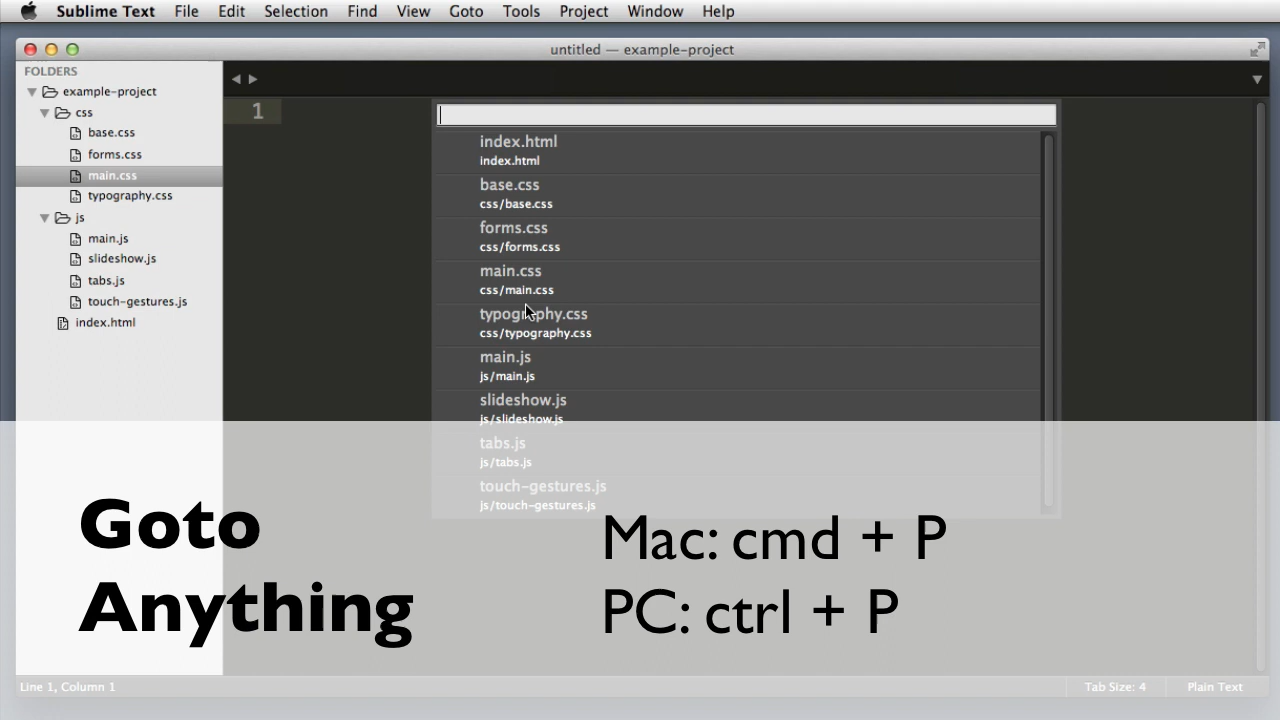 Sublime Text File Edit Selection Find View Goto Tools Project Window Help
untitled — example-project
FOLDERS
example-project
css
base.css
forms.css
main.css
typography.css
js
main.js
slideshow.js
tabs.js
touch-gestures.js
index.html
1
index.html
index.html
base.css
css/base.css
forms.css
css/forms.css
main.css
css/main.css
typography.css
css/typography.css
main.js
js/main.js
slideshow.js
js/slideshow.js
tabs.js
js/tabs.js
touch-gestures.js
js/touch-gestures.js
Goto
Anything
Mac: cmd + P
PC: ctrl + P
Line 1, Column 1
Tab Size: 4
Plain Text